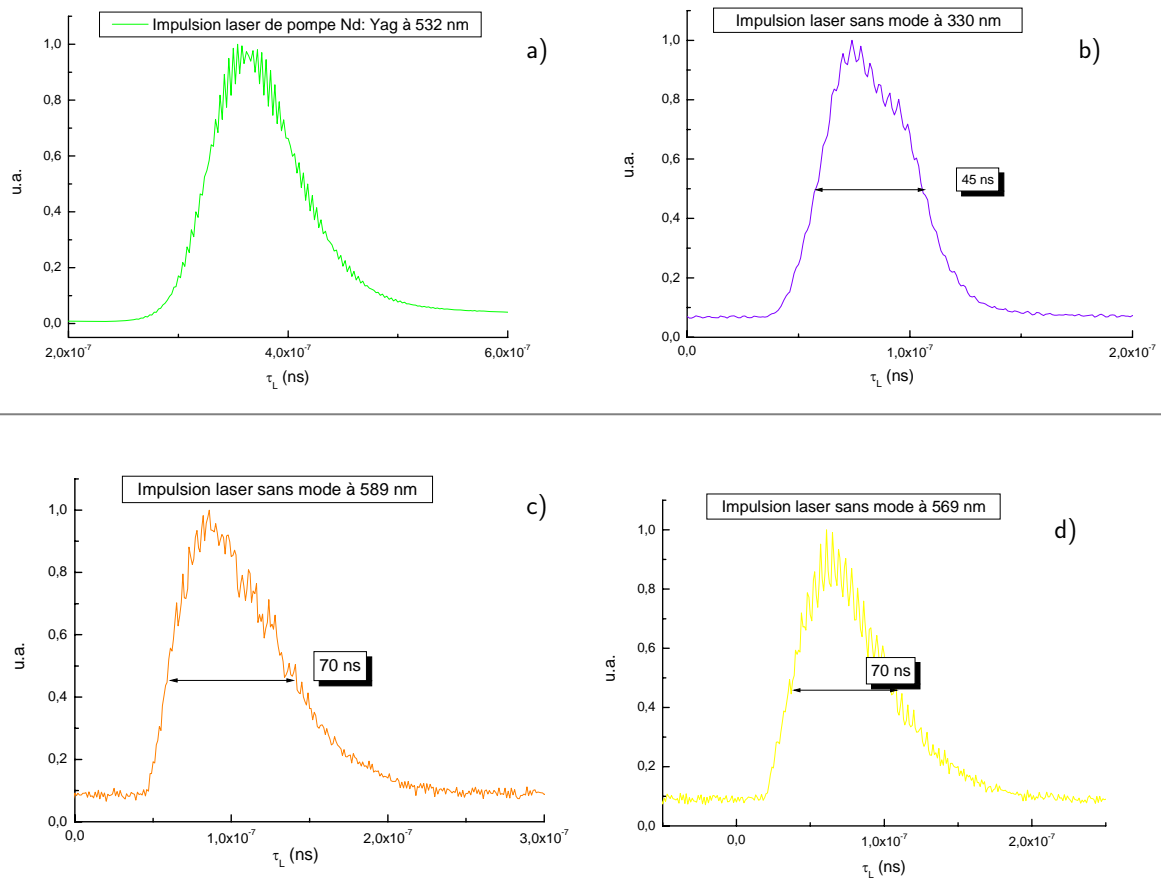 Impulsion laser de pompe Nd: Yag à 532 nm
a)
1,0
0,8
0,6
0,4
0,2
0,0
u.a.
2,0x10-7
4,0x10-7
6,0x10-7
τL (ns)
Impulsion laser sans mode à 330 nm
b)
1,0
0,8
0,6
0,4
0,2
0,0
u.a.
45 ns
0,0
1,0x10-7
2,0x10-7
τL (ns)
Impulsion laser sans mode à 589 nm
c)
1,0
0,8
0,6
0,4
0,2
0,0
u.a.
70 ns
0,0
1,0x10-7
2,0x10-7
3,0x10-7
τL (ns)
Impulsion laser sans mode à 569 nm
d)
1,0
0,8
0,6
0,4
0,2
0,0
u.a.
70 ns
0,0
1,0x10-7
2,0x10-7
τL (ns)